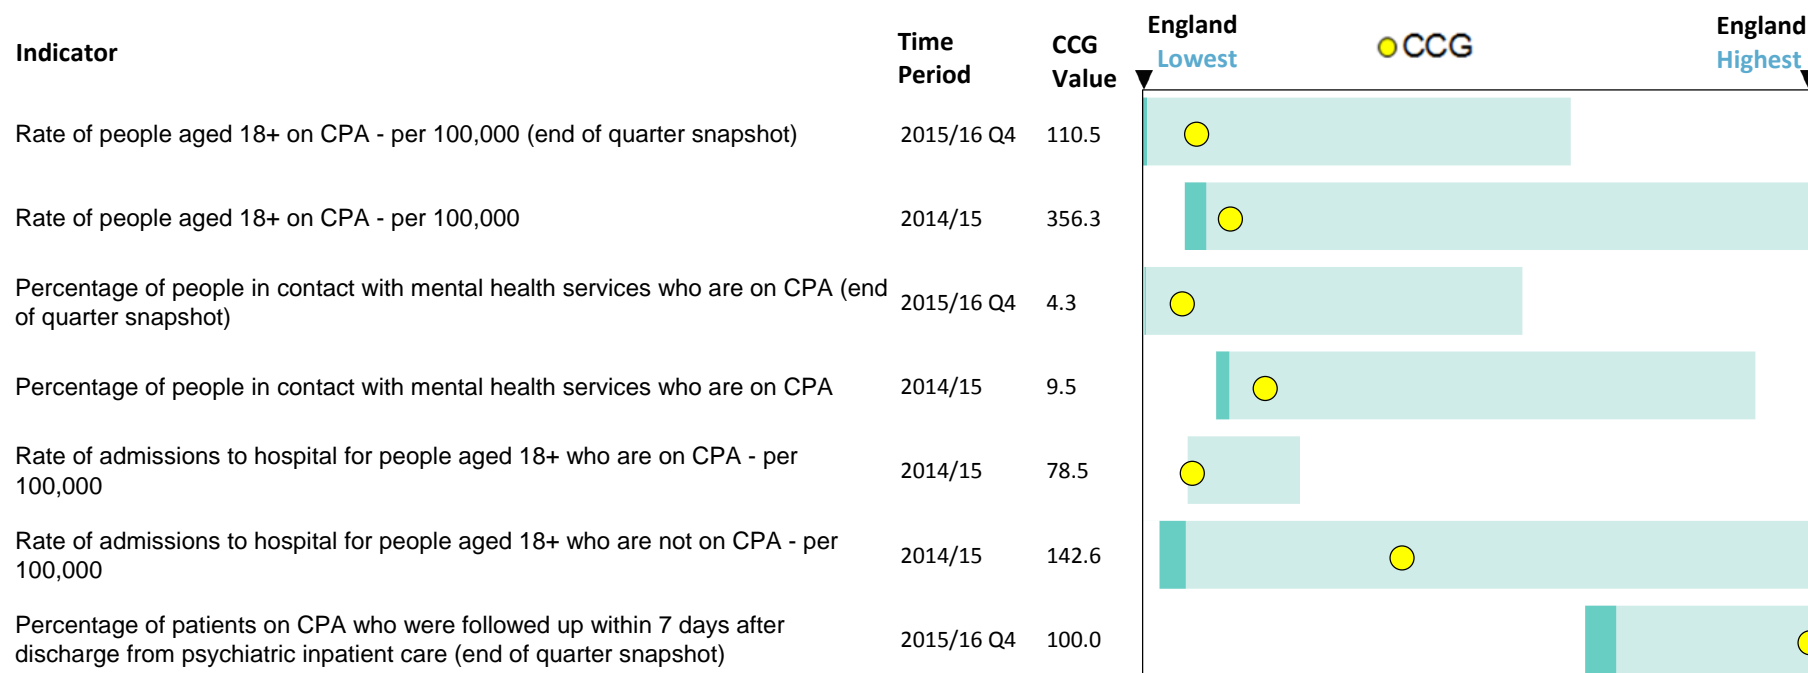 Indicator
Time Period
CCG Value
England Lowest
CCG
England Highest
Rate of people aged 18+ on CPA - per 100,000 (end of quarter snapshot) 2015/16 Q4 110.5
Rate of people aged 18+ on CPA - per 100,000 2014/15 356.3
Percentage of people in contact with mental health services who are on CPA (end
of quarter snapshot) 2015/16 Q4 4.3
Percentage of people in contact with mental health services who are on CPA 2014/15 9.5
Rate of admissions to hospital for people aged 18+ who are on CPA - per
100,000 2014/15 78.5
Rate of admissions to hospital for people aged 18+ who are not on CPA - per
100,000 2014/15 142.6
Percentage of patients on CPA who were followed up within 7 days after
discharge from psychiatric inpatient care (end of quarter snapshot) 2015/16 Q4 100.0